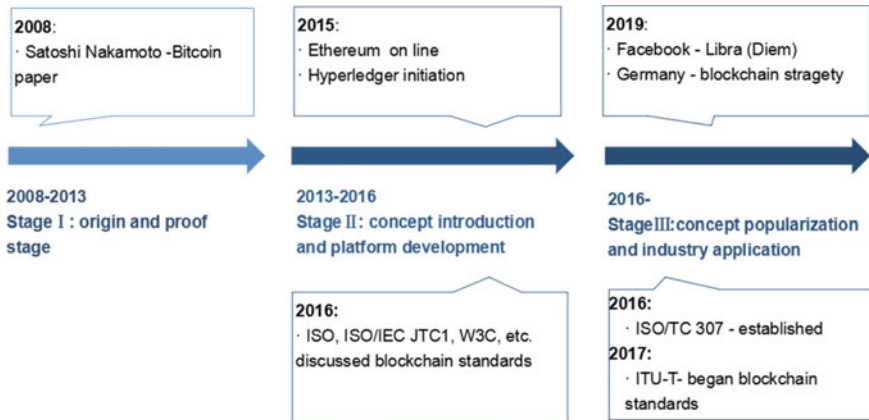 2008:
· Satoshi Nakamoto -Bitcoin
paper
2015:
· Ethereum on line
· Hyperledger initiation
2019:
· Facebook - Libra (Diem)
· Germany - blockchain stragety
2008-2013
Stage Ⅰ: origin and proof
stage
2013-2016
Stage Ⅱ: concept introduction
and platform development
2016-
StageⅢ:concept popularization
and industry application
2016:
· ISO, ISO/IEC JTC1, W3C, etc.
discussed blockchain standards
2016:
· ISO/TC 307 - established
2017:
· ITU-T- began blockchain
standards